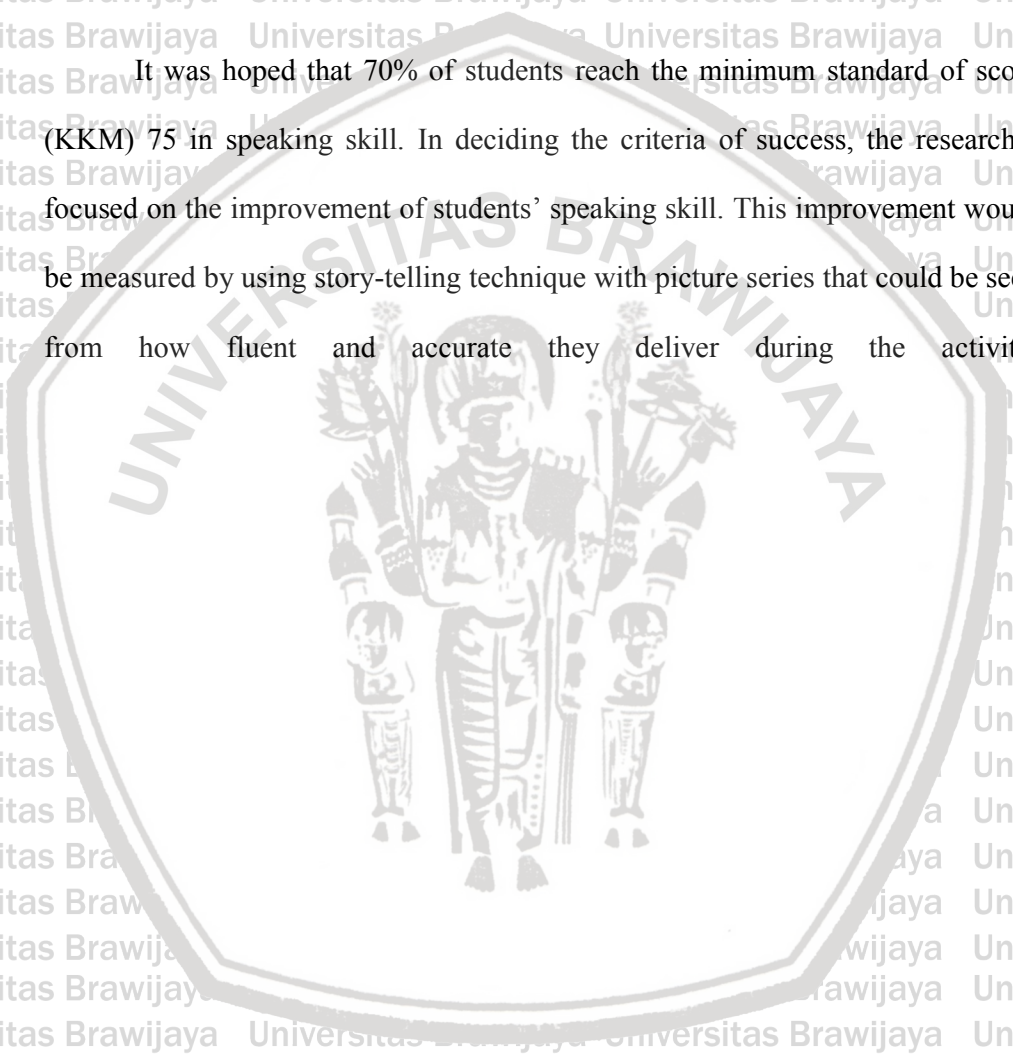 It was hoped that 70% of students reach the minimum standard of sco
(KKM) 75 in speaking skill. In deciding the criteria of success, the research
focused on the improvement of students' speaking skill. This improvement wou
be measured by using story-telling technique with picture series that could be se
from how fluent and accurate they deliver during the activit
UNIVERSITAS BRAWIJAYA